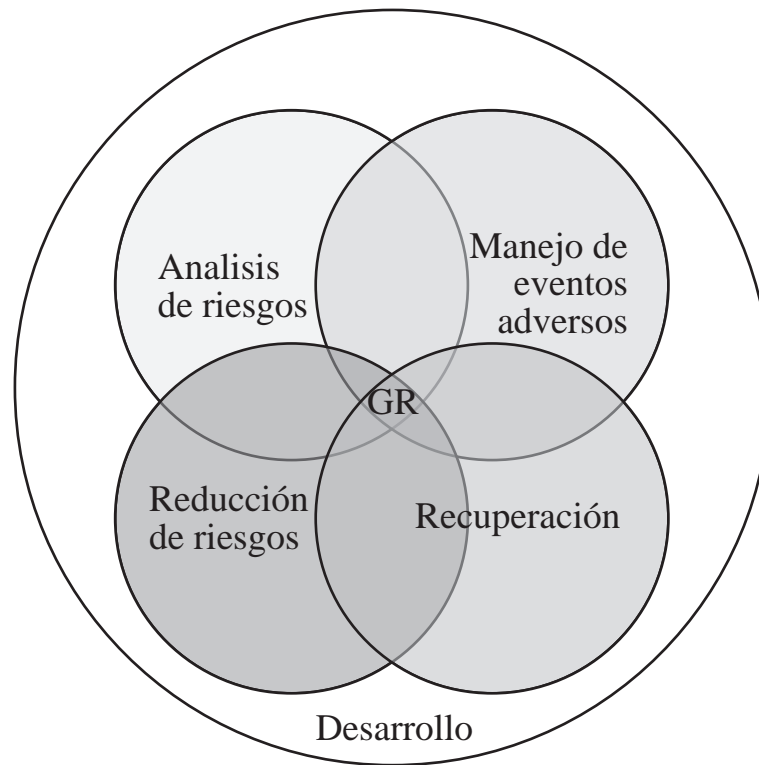 Analisis
de riesgos
Manejo de
eventos
adversos
GR
Reducción
de riesgos
Recuperación
Desarrollo